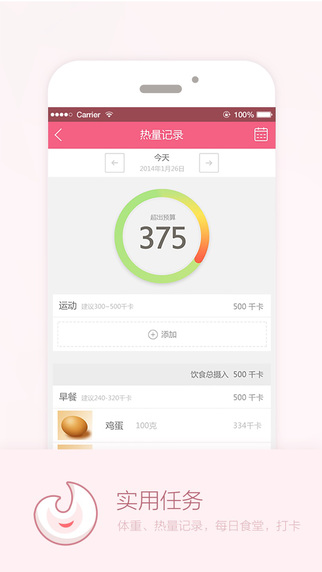 Carrier 100%
热量记录
今天
2014年1月26日
超出预算
375
运动 建议300~500千卡 500 千卡
添加
饮食总摄入 500 千卡
早餐 建议240-320千卡 500 千卡
鸡蛋 100克 334千卡
实用任务
体重、热量记录，每日食堂，打卡